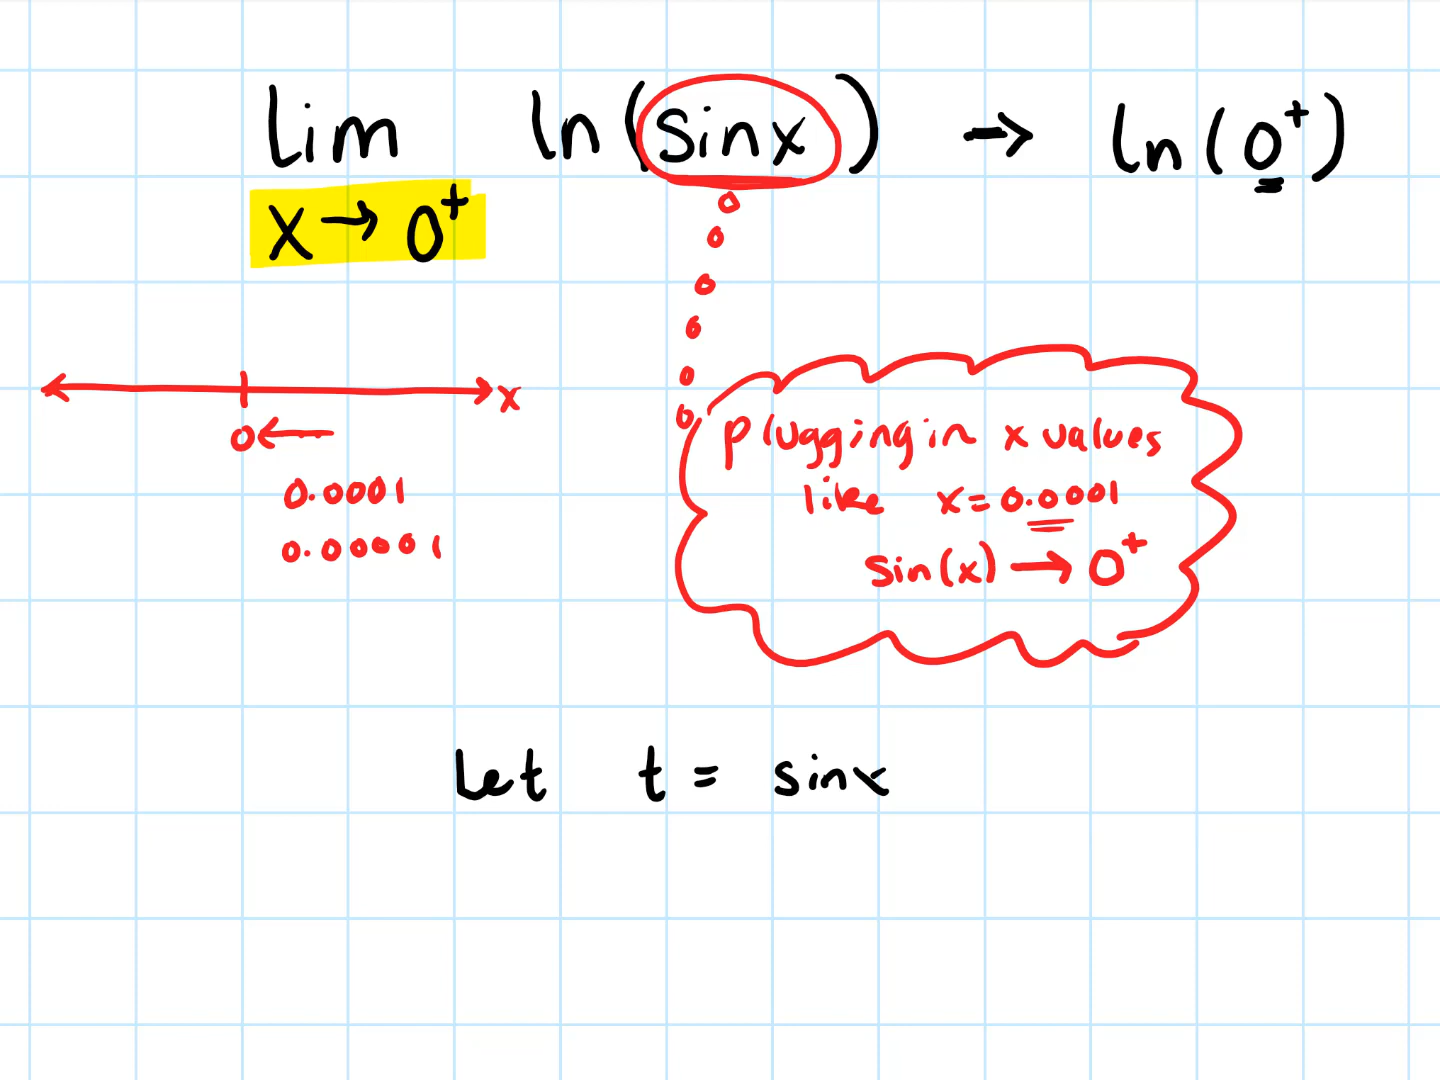 lim ln(sinx) → ln(0⁺)
x → 0⁺
x
0
0.0001
0.00001
plugging in x values
like x = 0.0001
sin(x) → 0⁺
Let t = sinx